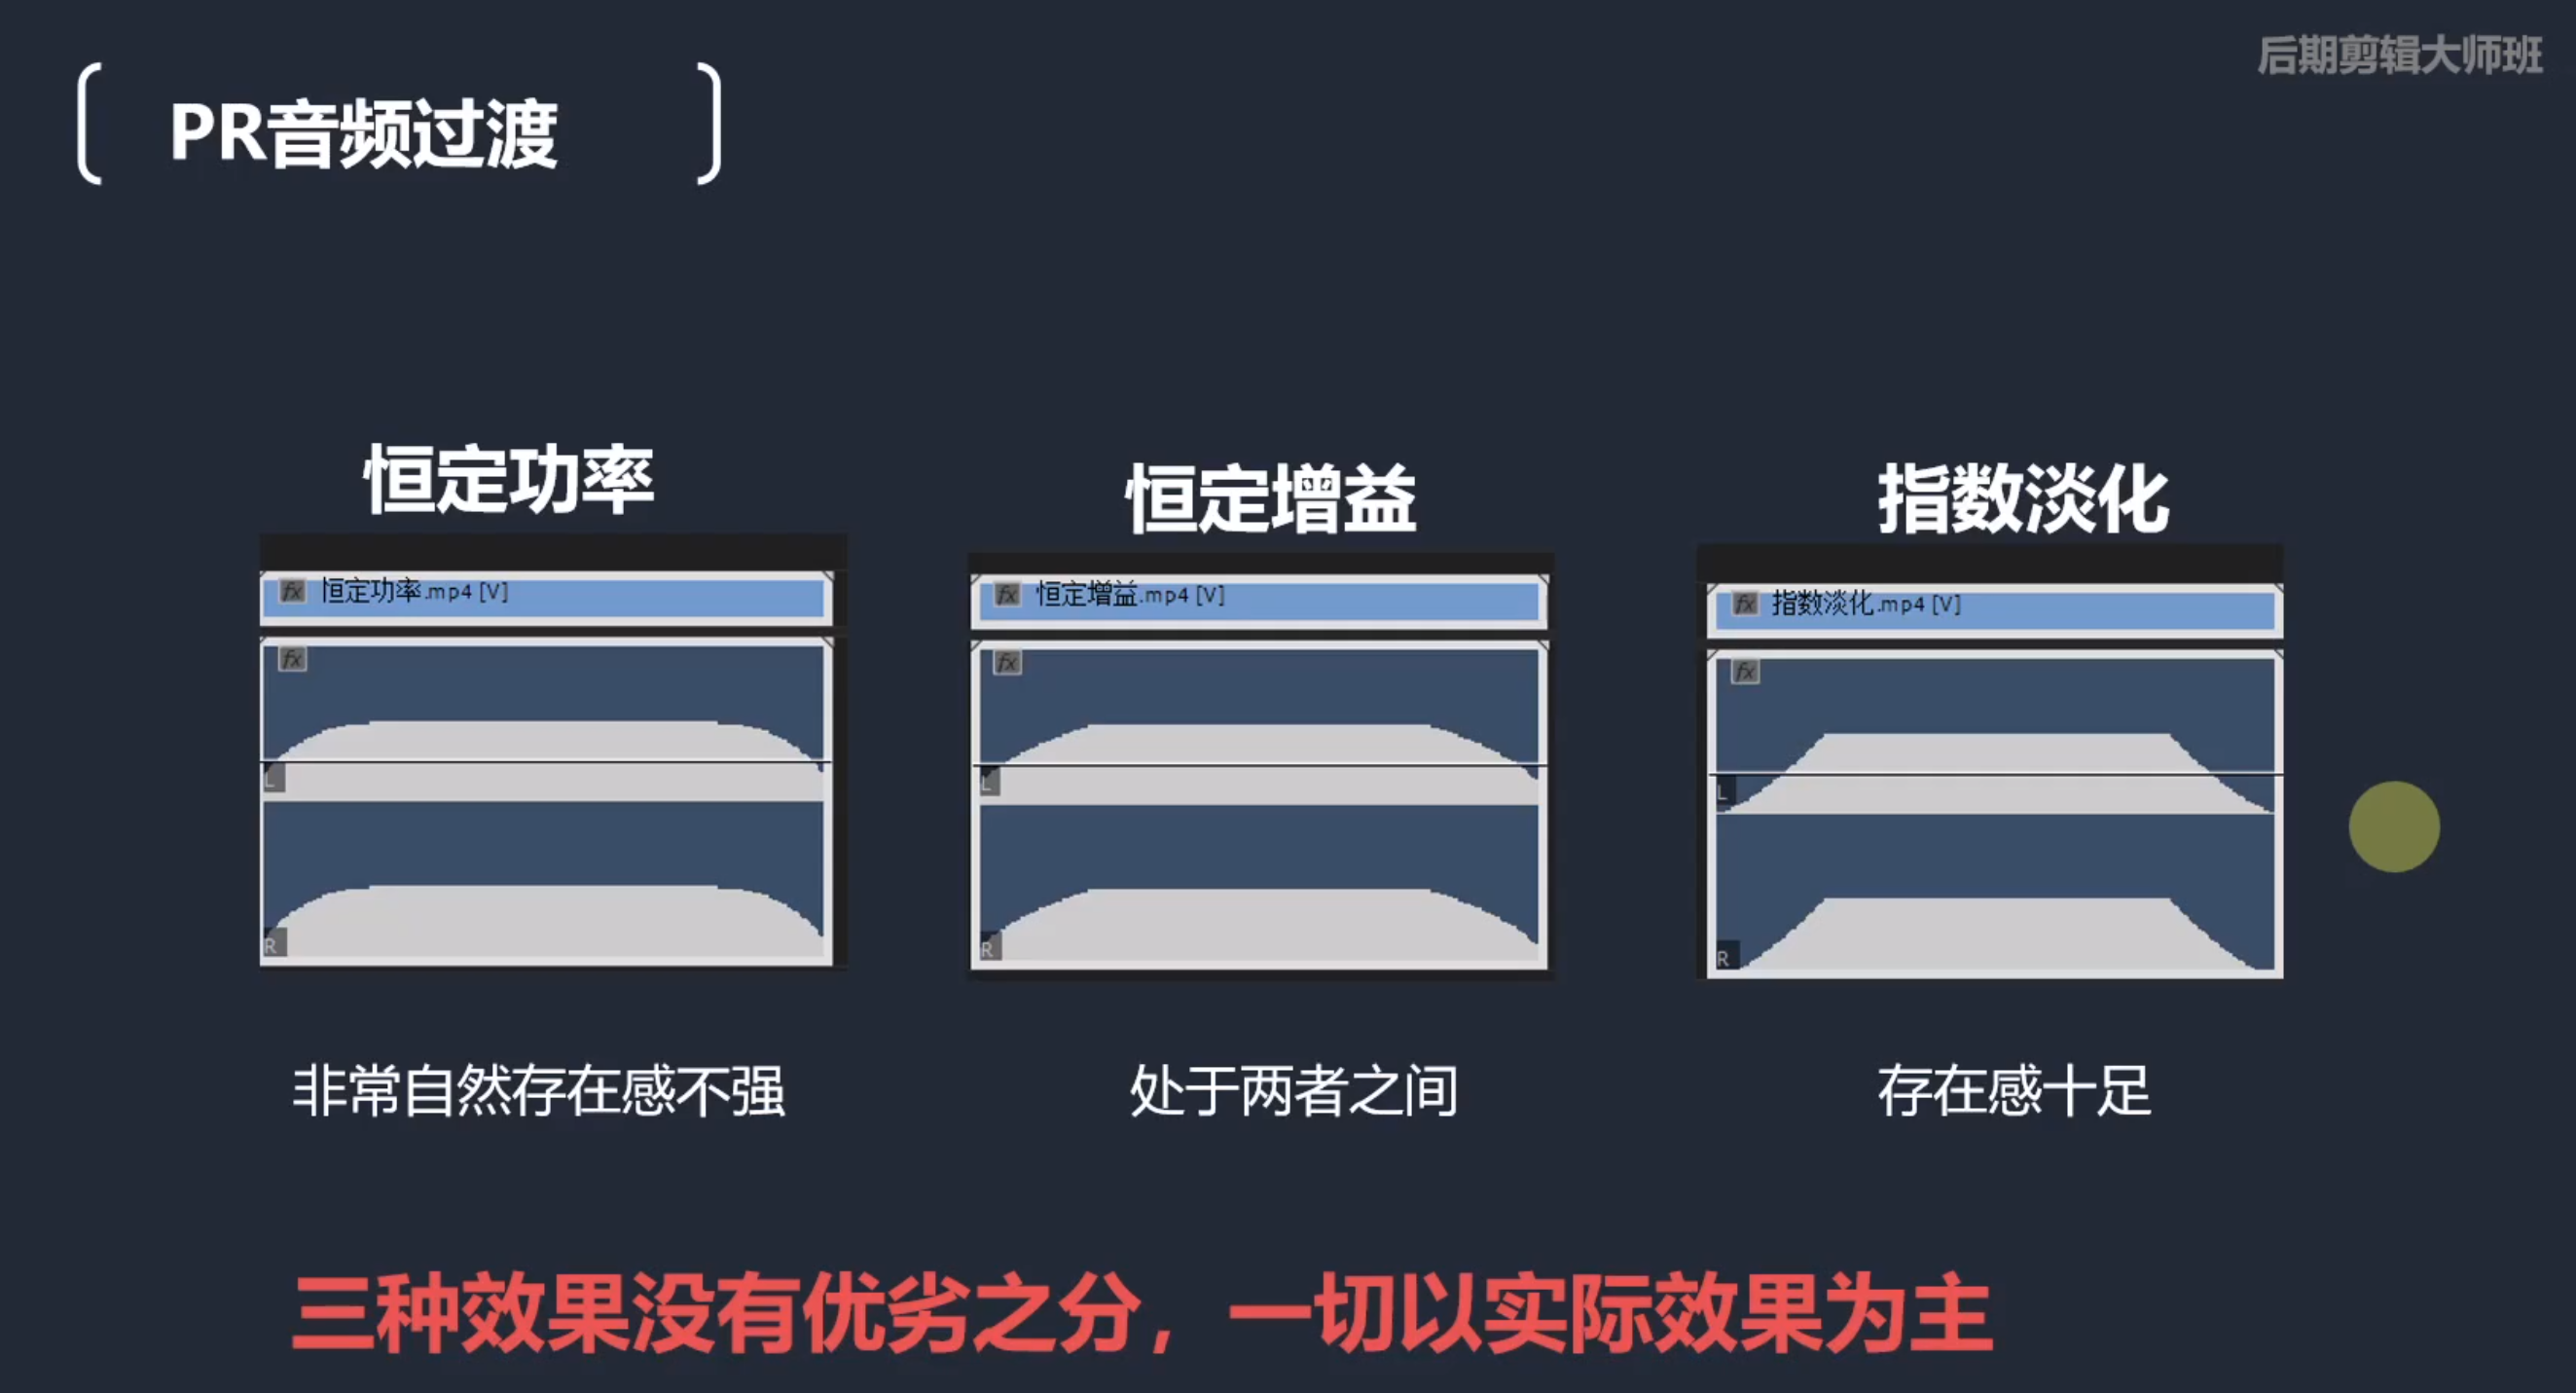 后期剪辑大师班
PR音频过渡
恒定功率
恒定增益
指数淡化
fx 恒定功率.mp4 [V]
fx
L
R
fx 恒定增益.mp4 [V]
fx
L
R
fx 指数淡化.mp4 [V]
fx
L
R
非常自然存在感不强
处于两者之间
存在感十足
三种效果没有优劣之分，一切以实际效果为主